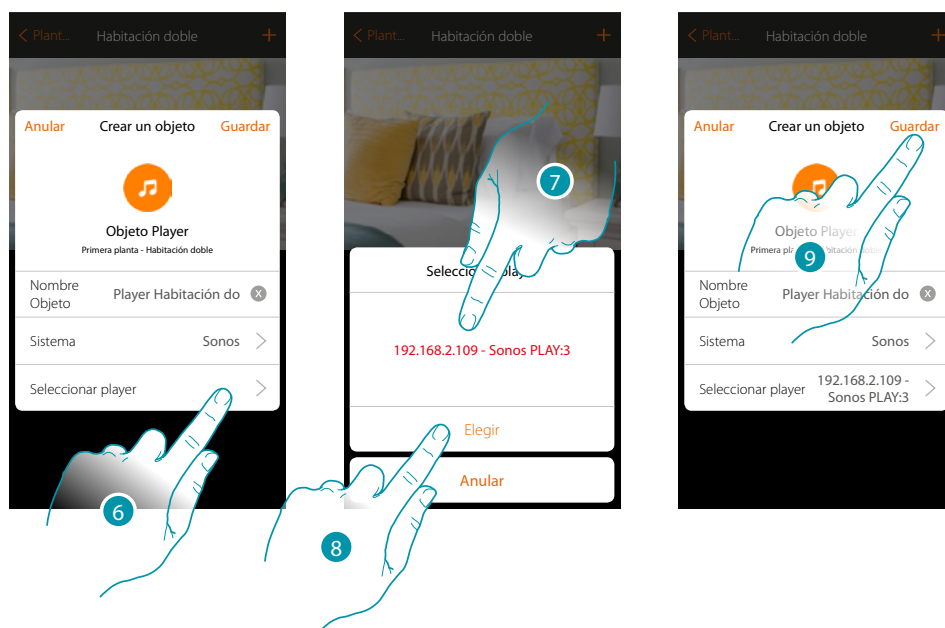 Plant... Habitación doble +
Anular Crear un objeto Guardar
Objeto Player
Primera planta - Habitación doble
Nombre Objeto Player Habitación do X
Sistema Sonos
Seleccionar player
6
Plant... Habitación doble +
7
192.168.2.109 - Sonos PLAY:3
Elegir
Anular
8
Plant... Habitación doble +
Anular Crear un objeto Guardar
Objeto Player
9
Nombre Objeto Player Habitación do X
Sistema Sonos
Seleccionar player 192.168.2.109 - Sonos PLAY:3